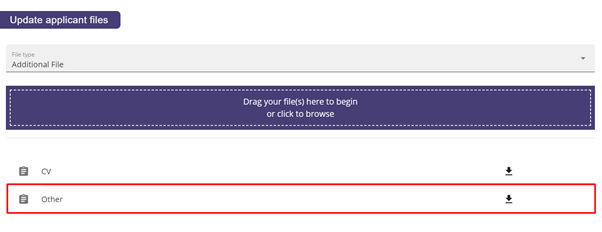 Update applicant files
File type
Additional File
Drag your file(s) here to begin
or click to browse
CV
Other